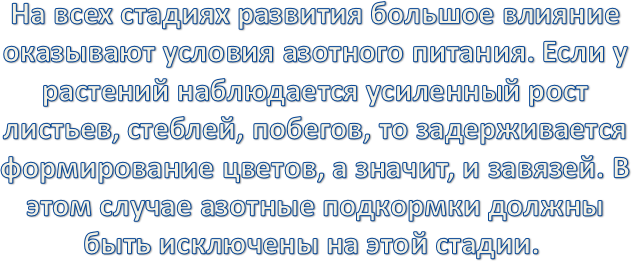 На всех стадиях развития большое влияние
оказывают условия азотного питания. Если у
растений наблюдается усиленный рост
листьев, стеблей, побегов, то задерживается
формирование цветов, а значит, и завязей. В
этом случае азотные подкормки должны
быть исключены на этой стадии.